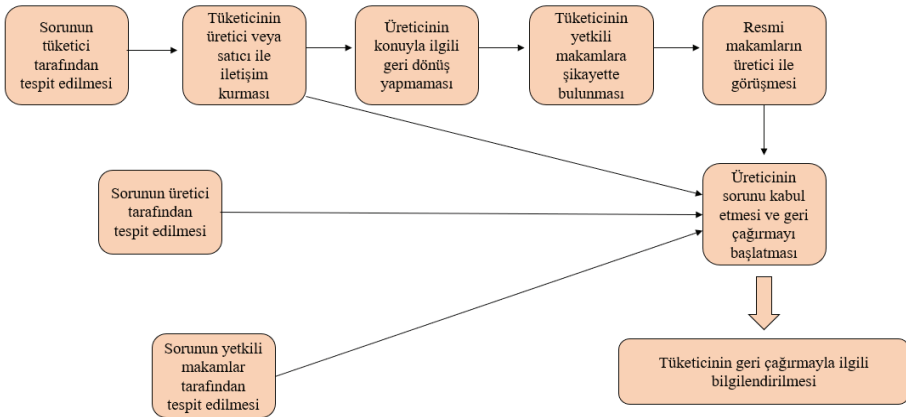 Sorunun
tüketici
tarafından
tespit edilmesi
Tüketicinin
üretici veya
satıcı ile
iletişim
kurması
Üreticinin
konuyla ilgili
geri dönüş
yapmaması
Tüketicinin
yetkili
makamlara
şikayette
bulunması
Resmi
makamların
üretici ile
görüşmesi
Sorunun üretici
tarafından
tespit edilmesi
Üreticinin
sorunu kabul
etmesi ve geri
çağırmayı
başlatması
Sorunun yetkili
makamlar
tarafından
tespit edilmesi
Tüketicinin geri çağırmayla ilgili
bilgilendirilmesi